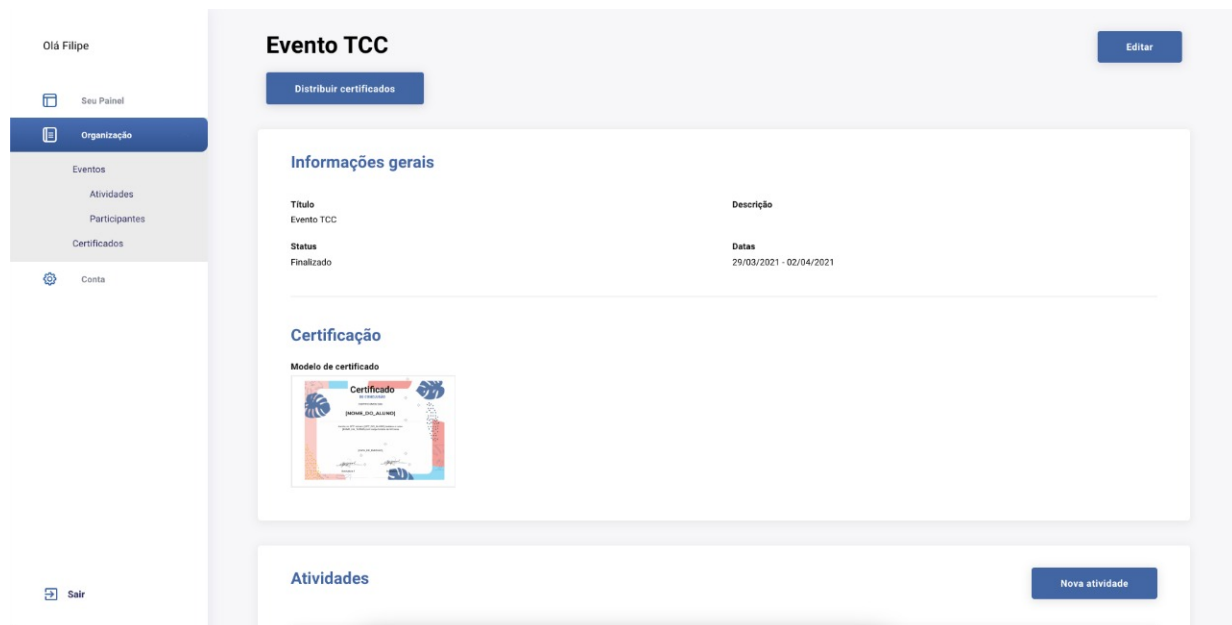 Olá Filipe
Seu Painel
Organização
Eventos
Atividades
Participantes
Certificados
Conta
Sair
Evento TCC
Editar
Distribuir certificados
Informações gerais
Título
Evento TCC
Descrição
Status
Finalizado
Datas
29/03/2021 - 02/04/2021
Certificação
Modelo de certificado
Certificado
[NOME_DO_ALUNO]
Atividades
Nova atividade